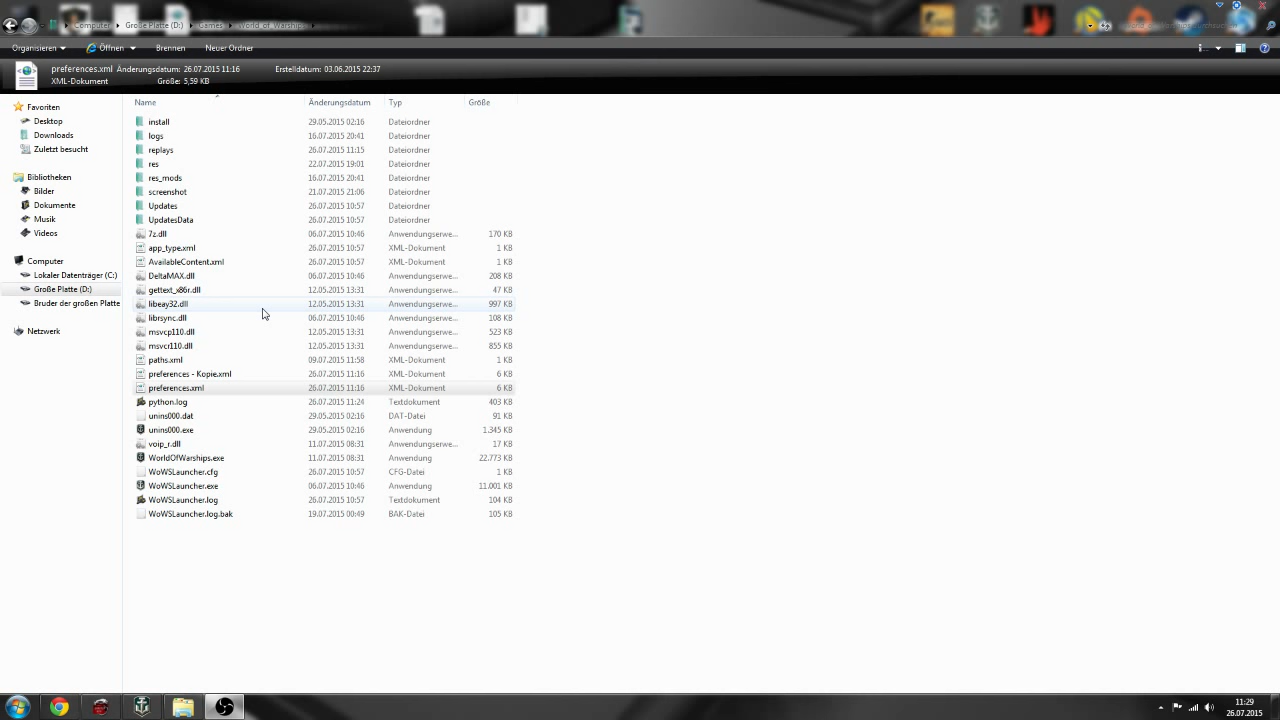 Computer Große Platte (D:) Games World_of_Warships
Organisieren Öffnen Brennen Neuer Ordner
preferences.xml Änderungsdatum: 26.07.2015 11:16 Erstelldatum: 03.06.2015 22:37
XML-Dokument Größe: 5,59 KB
Name Änderungsdatum Typ Größe
Favoriten
Desktop
Downloads
Zuletzt besucht
Bibliotheken
Bilder
Dokumente
Musik
Videos
Computer
Lokaler Datenträger (C:)
Große Platte (D:)
Bruder der großen Platte
Netzwerk
install 29.05.2015 02:16 Dateiordner
logs 16.07.2015 20:41 Dateiordner
replays 26.07.2015 11:15 Dateiordner
res 22.07.2015 19:01 Dateiordner
res_mods 16.07.2015 20:41 Dateiordner
screenshot 21.07.2015 21:06 Dateiordner
Updates 26.07.2015 10:57 Dateiordner
UpdatesData 26.07.2015 10:57 Dateiordner
7z.dll 06.07.2015 10:46 Anwendungserwe... 170 KB
app_type.xml 26.07.2015 10:57 XML-Dokument 1 KB
AvailableContent.xml 26.07.2015 10:57 XML-Dokument 1 KB
DeltaMAX.dll 06.07.2015 10:46 Anwendungserwe... 208 KB
gettext_x86r.dll 12.05.2015 13:31 Anwendungserwe... 47 KB
libeay32.dll 12.05.2015 13:31 Anwendungserwe... 997 KB
librsync.dll 06.07.2015 10:46 Anwendungserwe... 108 KB
msvcp110.dll 12.05.2015 13:31 Anwendungserwe... 523 KB
msvcr110.dll 12.05.2015 13:31 Anwendungserwe... 855 KB
paths.xml 09.07.2015 11:58 XML-Dokument 1 KB
preferences - Kopie.xml 26.07.2015 11:16 XML-Dokument 6 KB
preferences.xml 26.07.2015 11:16 XML-Dokument 6 KB
python.log 26.07.2015 11:24 Textdokument 403 KB
unins000.dat 29.05.2015 02:16 DAT-Datei 91 KB
unins000.exe 29.05.2015 02:16 Anwendung 1.345 KB
voip_r.dll 11.07.2015 08:31 Anwendungserwe... 17 KB
WorldOfWarships.exe 11.07.2015 08:31 Anwendung 22.773 KB
WoWSLauncher.cfg 26.07.2015 10:57 CFG-Datei 1 KB
WoWSLauncher.exe 06.07.2015 10:46 Anwendung 11.001 KB
WoWSLauncher.log 26.07.2015 10:57 Textdokument 104 KB
WoWSLauncher.log.bak 19.07.2015 00:49 BAK-Datei 105 KB
11:29
26.07.2015